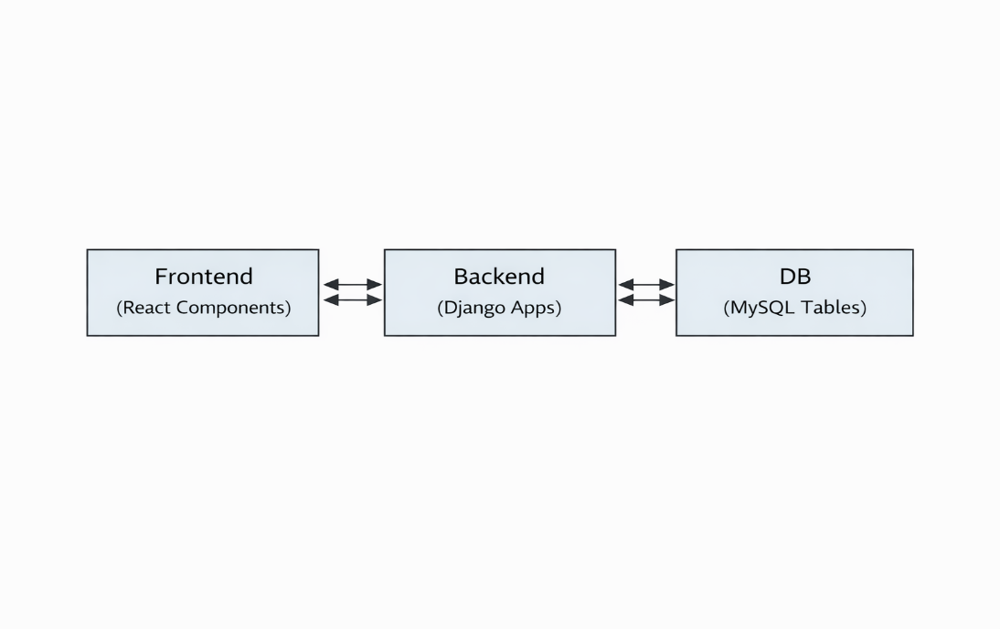 Frontend
(React Components)
Backend
(Django Apps)
DB
(MySQL Tables)